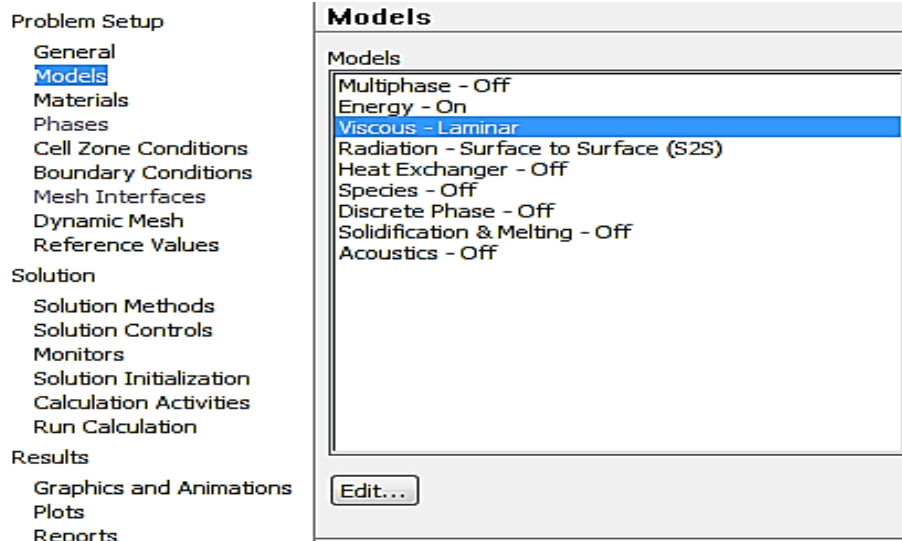 Problem Setup
General
Models
Materials
Phases
Cell Zone Conditions
Boundary Conditions
Mesh Interfaces
Dynamic Mesh
Reference Values
Solution
Solution Methods
Solution Controls
Monitors
Solution Initialization
Calculation Activities
Run Calculation
Results
Graphics and Animations
Plots
Reports
Models
Models
Multiphase - Off
Energy - On
Viscous - Laminar
Radiation - Surface to Surface (S2S)
Heat Exchanger - Off
Species - Off
Discrete Phase - Off
Solidification & Melting - Off
Acoustics - Off
Edit...